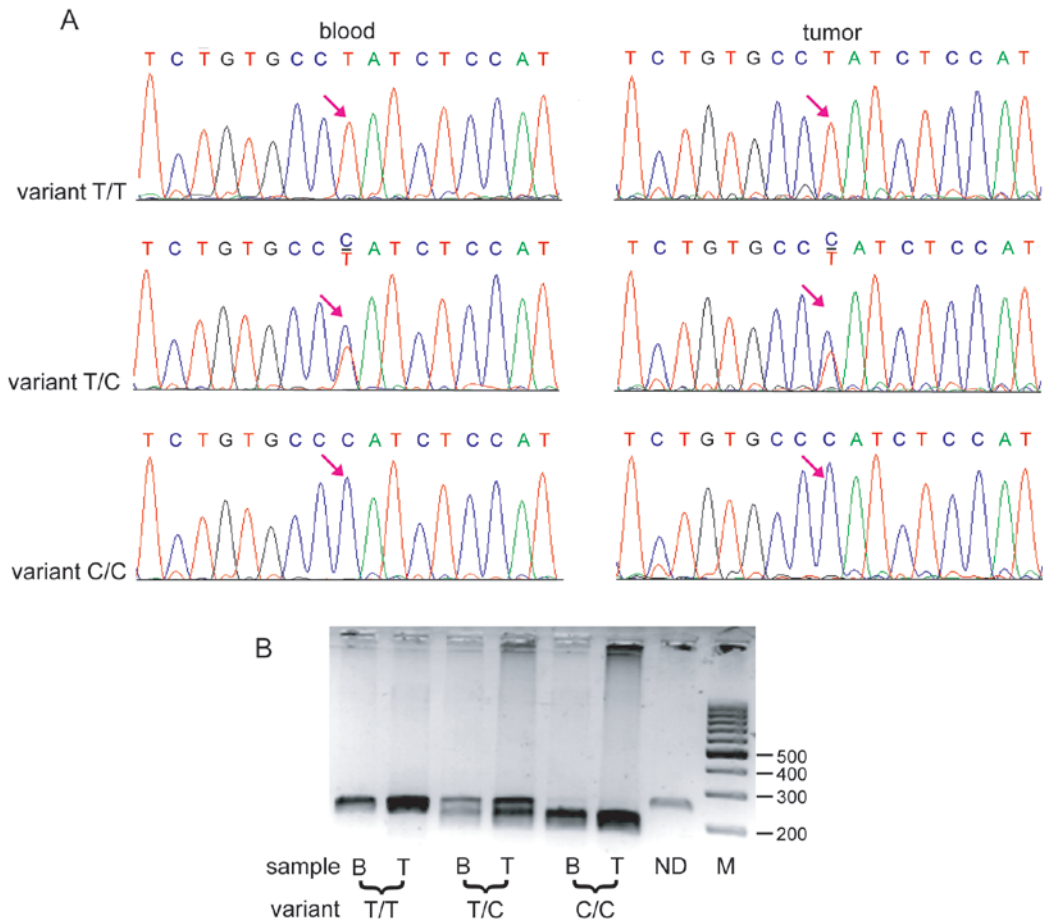 A
blood
tumor
T C T G T G C C T A T C T C C A T
T C T G T G C C T A T C T C C A T
variant T/T
T C T G T G C C C/T A T C T C C A T
T C T G T G C C C/T A T C T C C A T
variant T/C
T C T G T G C C C A T C T C C A T
T C T G T G C C C A T C T C C A T
variant C/C
B
500
400
300
200
sample B T B T B T ND M
variant T/T T/C C/C